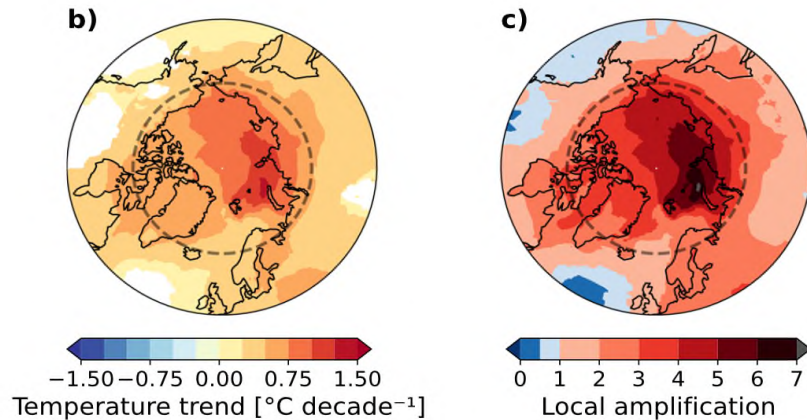 b)
c)
−1.50 −0.75 0.00 0.75 1.50
Temperature trend [°C decade⁻¹]
0 1 2 3 4 5 6 7
Local amplification